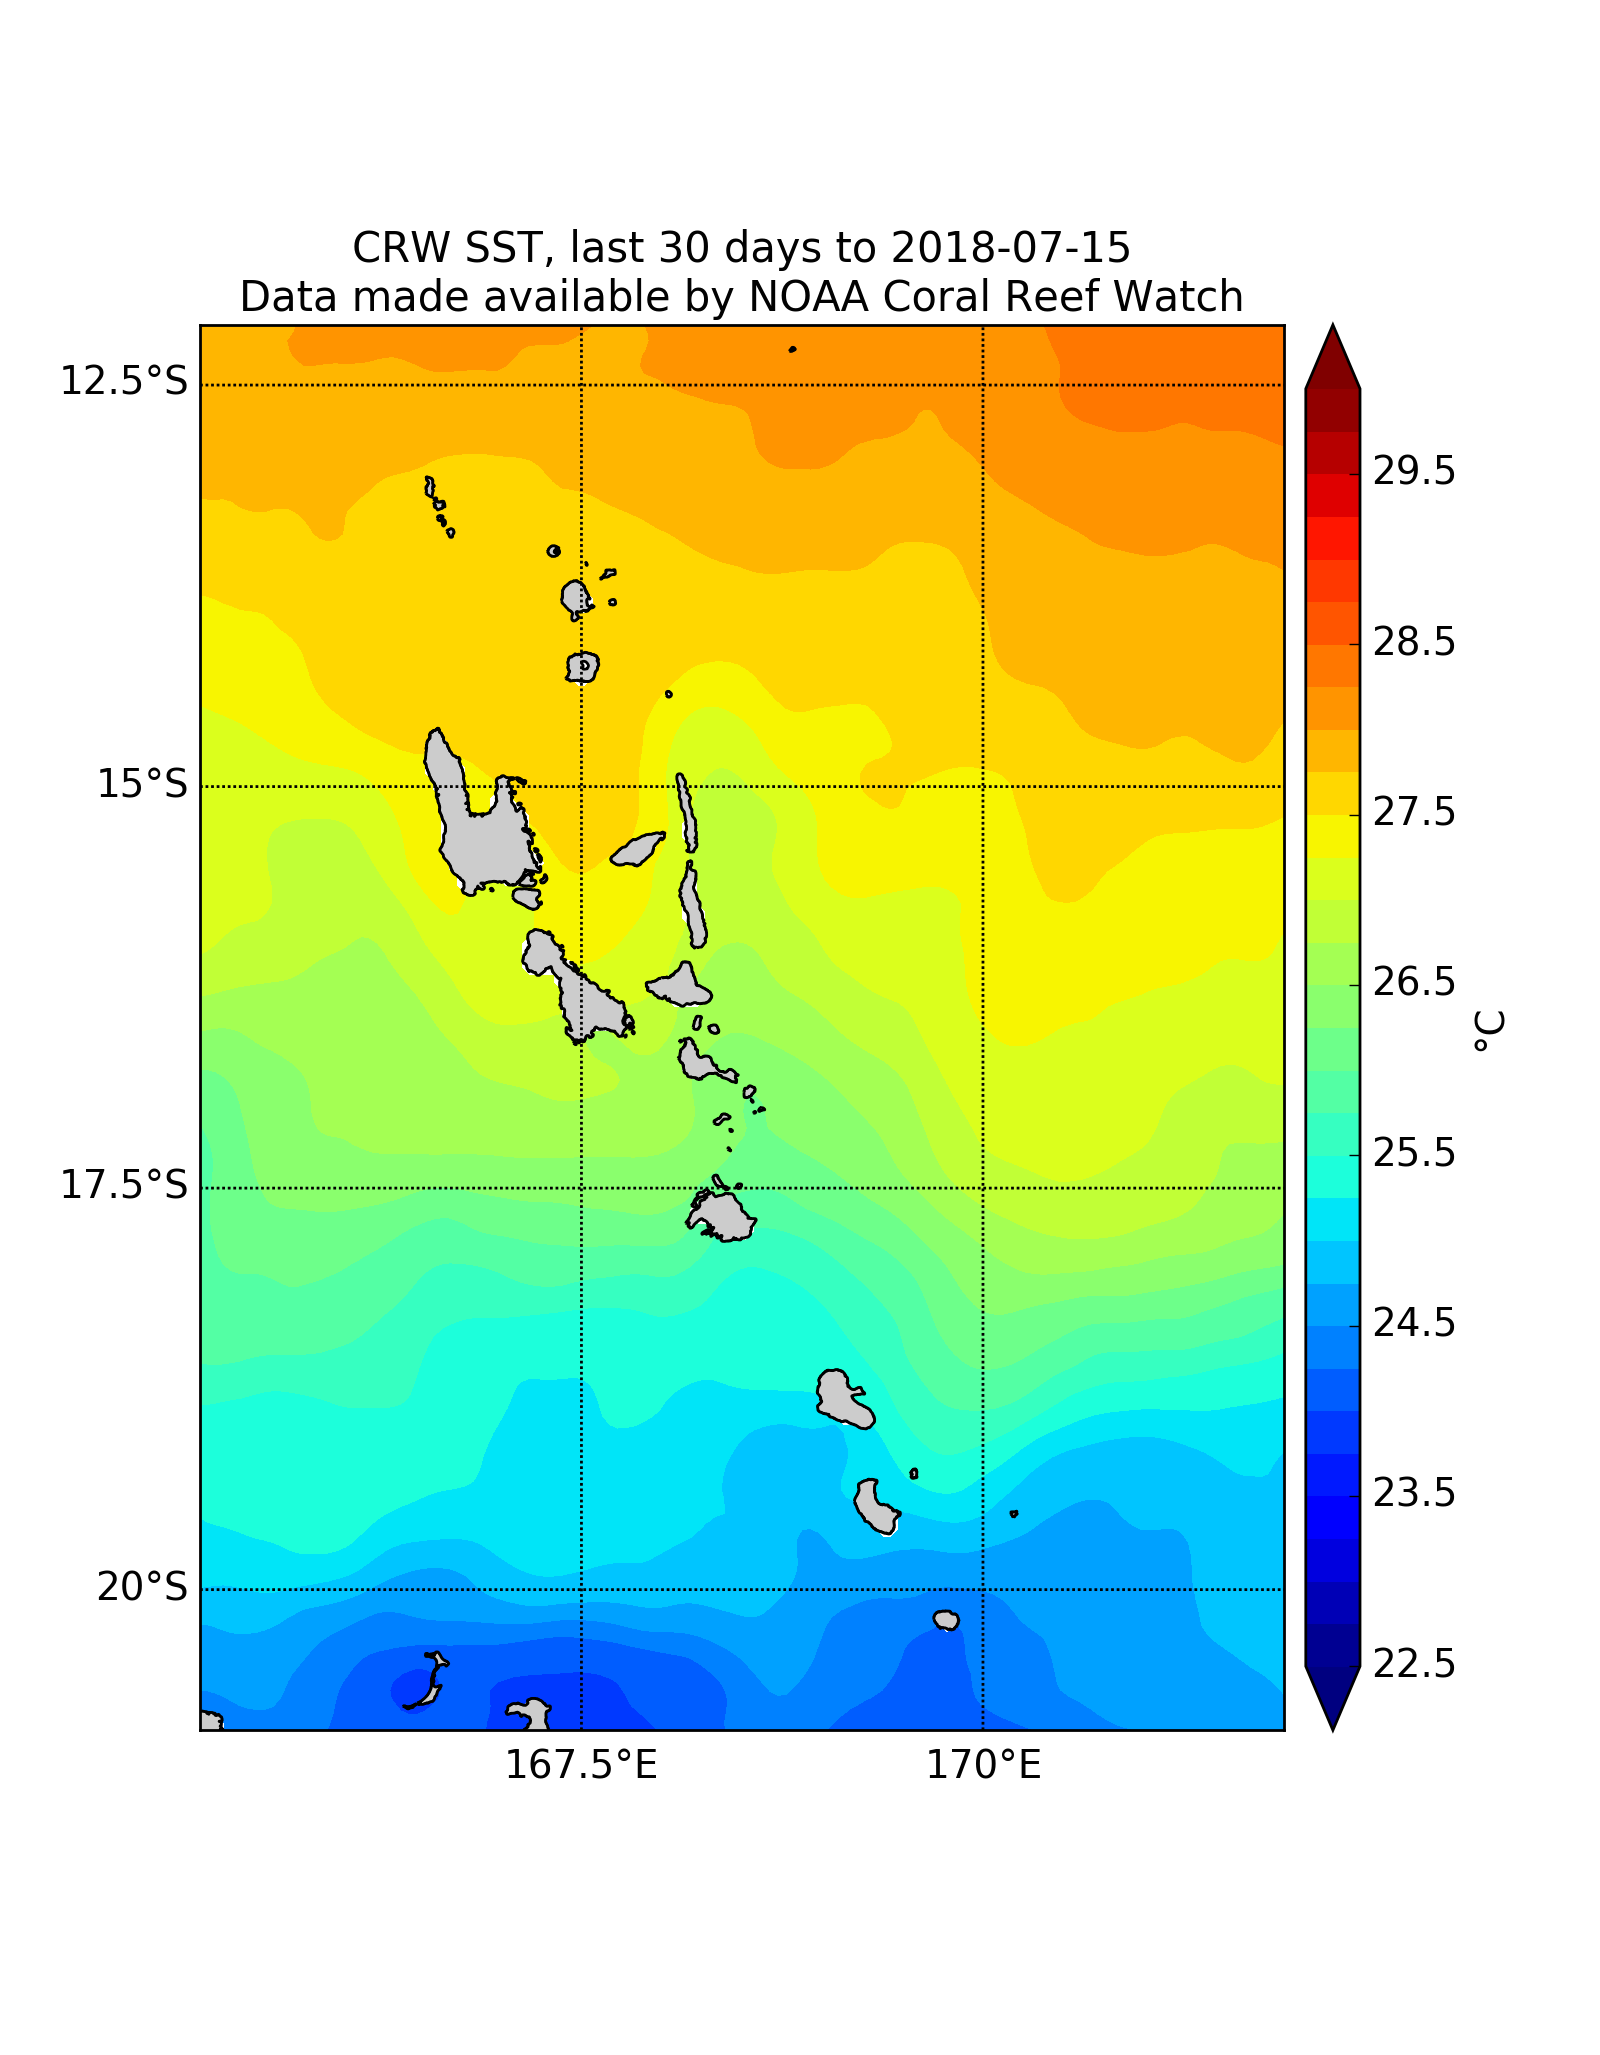 CRW SST, last 30 days to 2018-07-15
Data made available by NOAA Coral Reef Watch
12.5°S
15°S
17.5°S
20°S
167.5°E
170°E
29.5
28.5
27.5
26.5
25.5
24.5
23.5
22.5
°C